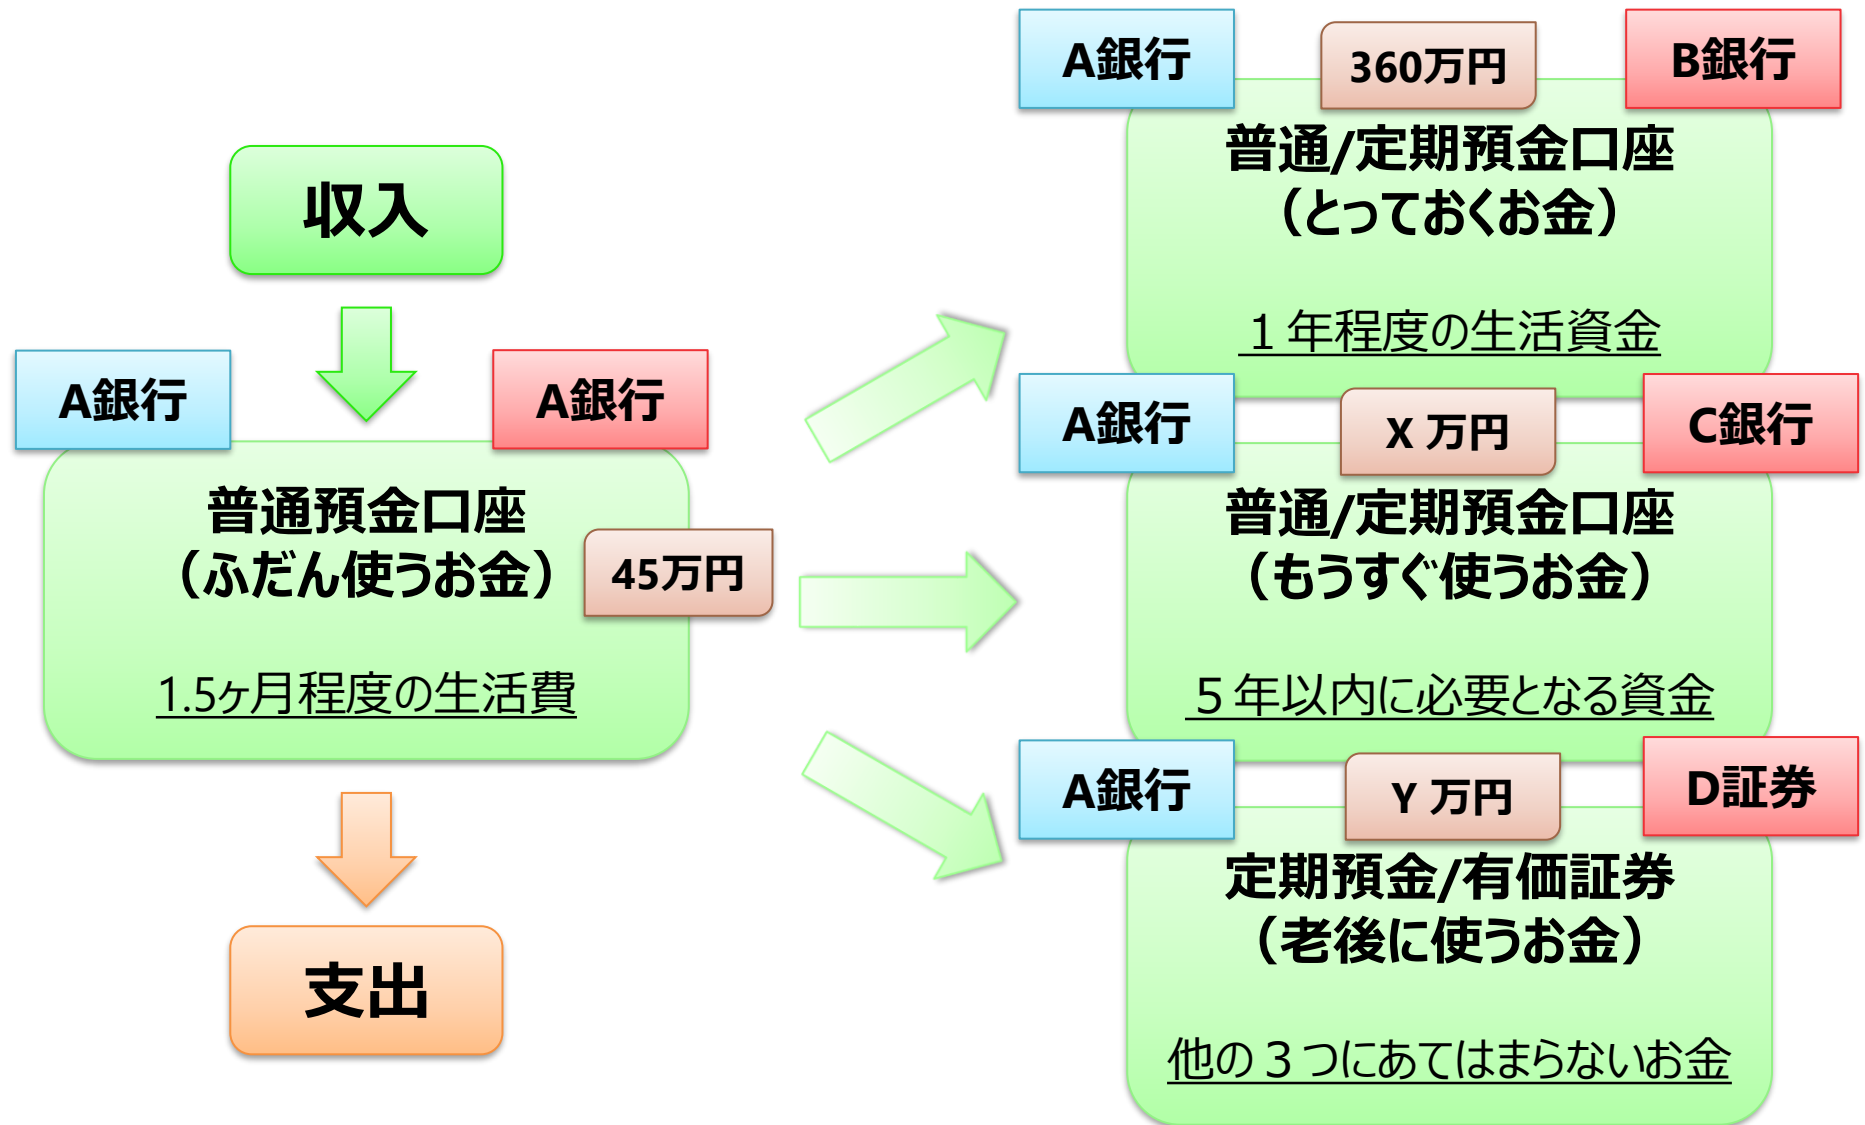 収入
A銀行
A銀行
普通預金口座
（ふだん使うお金）
45万円
1.5ヶ月程度の生活費
支出
A銀行
360万円
B銀行
普通/定期預金口座
（とっておくお金）
１年程度の生活資金
A銀行
X 万円
C銀行
普通/定期預金口座
（もうすぐ使うお金）
５年以内に必要となる資金
A銀行
Y 万円
D証券
定期預金/有価証券
（老後に使うお金）
他の３つにあてはまらないお金